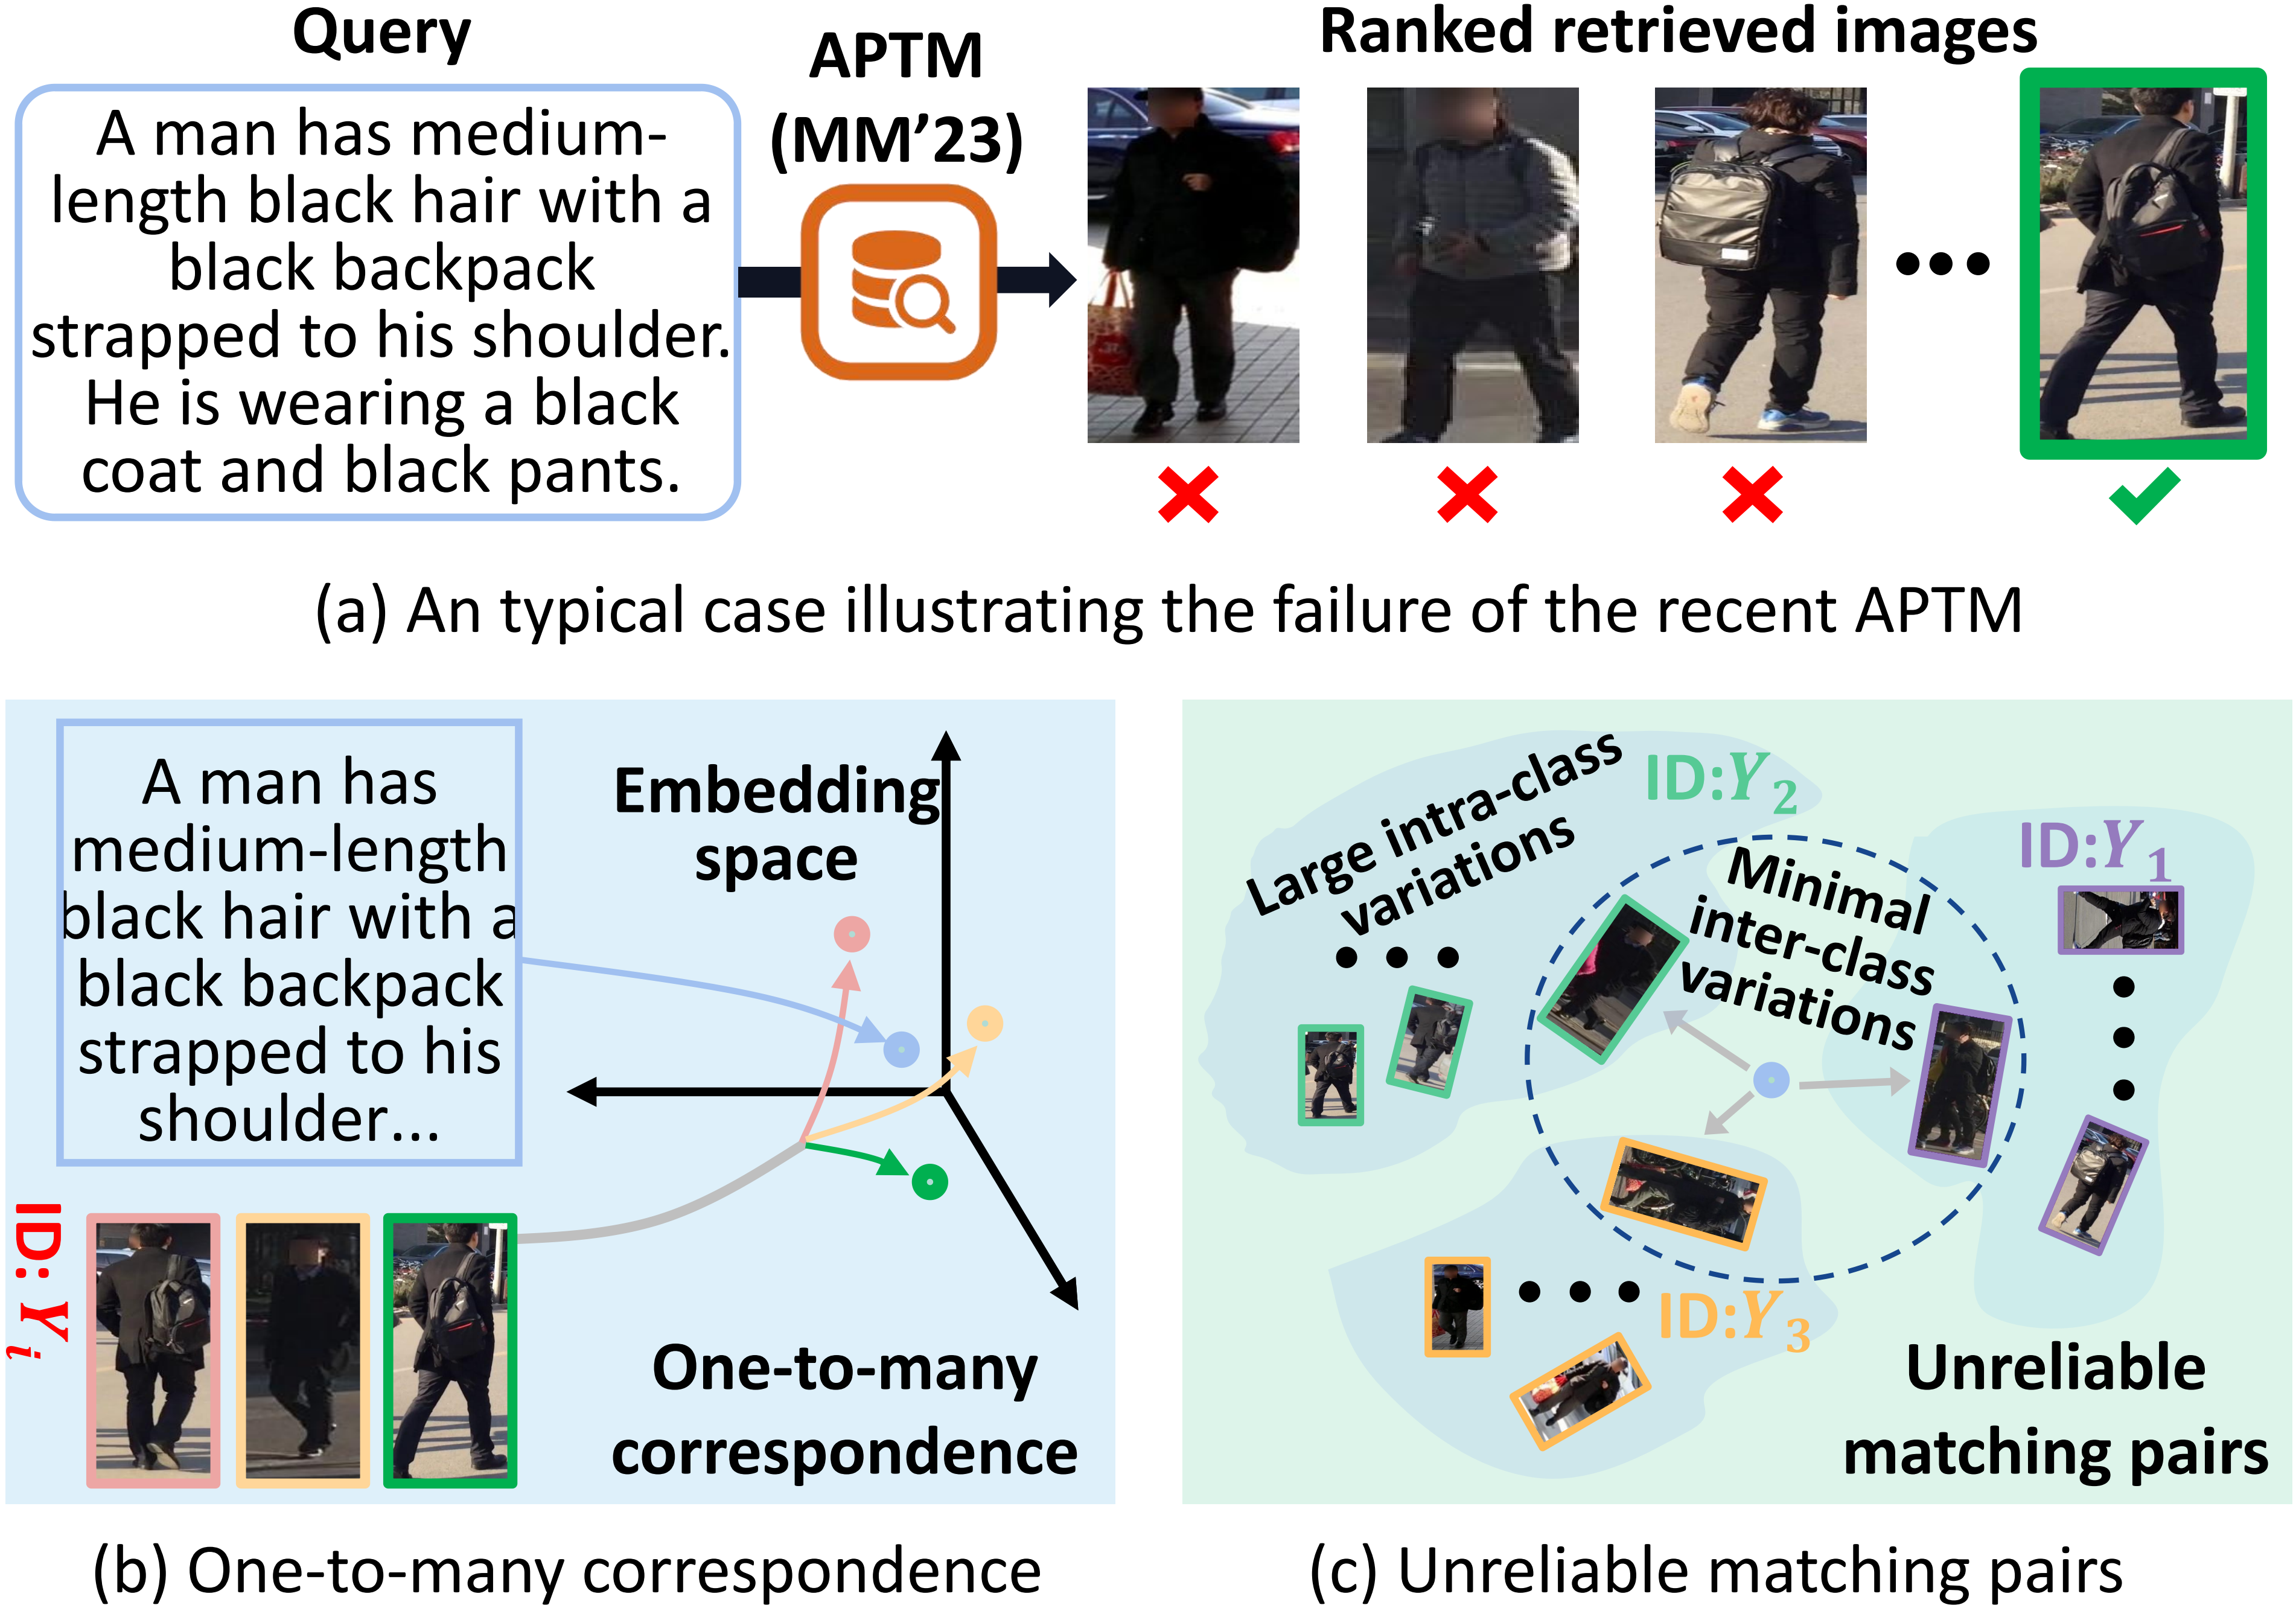 Query
A man has medium-
length black hair with a
black backpack
strapped to his shoulder.
He is wearing a black
coat and black pants.
APTM
(MM’23)
Ranked retrieved images
(a) An typical case illustrating the failure of the recent APTM
A man has
medium-length
black hair with a
black backpack
strapped to his
shoulder...
Embedding
space
ID: Y i
One-to-many
correspondence
(b) One-to-many correspondence
Large intra-class
variations
ID:Y 2
Minimal
inter-class
variations
ID:Y 1
ID:Y 3
Unreliable
matching pairs
(c) Unreliable matching pairs